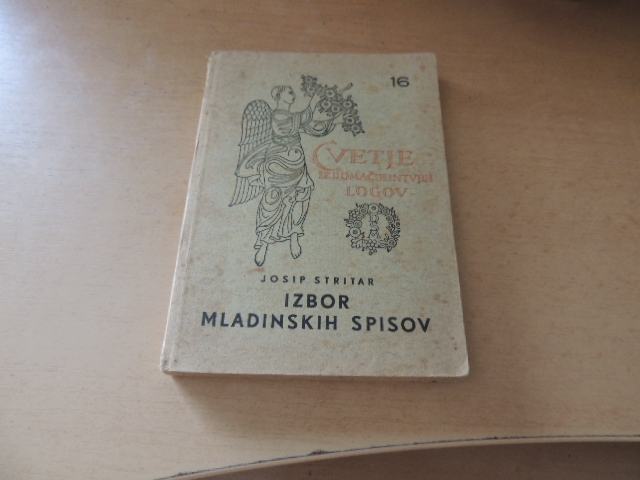 16
CVETJE
IZ DOMAČIH IN TUJIH
LOGOV
JOSIP STRITAR
IZBOR
MLADINSKIH SPISOV